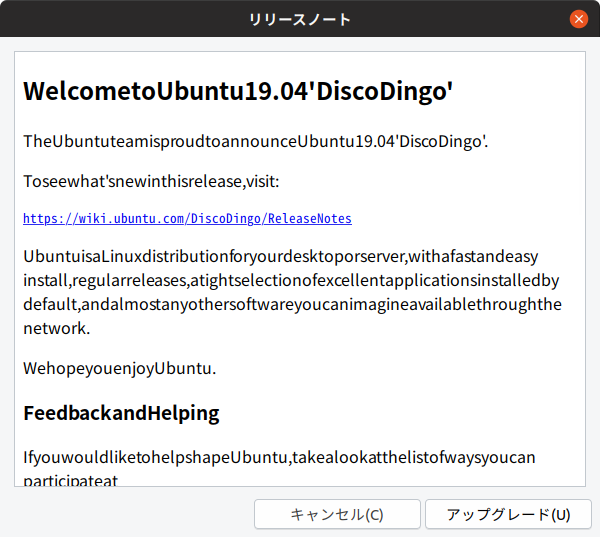 リリースノート
WelcometoUbuntu19.04'DiscoDingo'
TheUbuntuteamisproudtoannounceUbuntu19.04'DiscoDingo'.
Toseewhat'snewinthisrelease,visit:
https://wiki.ubuntu.com/DiscoDingo/ReleaseNotes
UbuntuisaLinuxdistributionforyourdesktoporserver,withafastandeasy
install,regularreleases,atightselectionofexcellentapplicationsinstalledby
default,andalmostanyothersoftwareyoucanimagineavailablethroughthe
network.
WehopeyouenjoyUbuntu.
FeedbackandHelping
IfyouwouldliketohelpshapeUbuntu,takealookatthelistofwaysyoucan
participateat
キャンセル(C)
アップグレード(U)